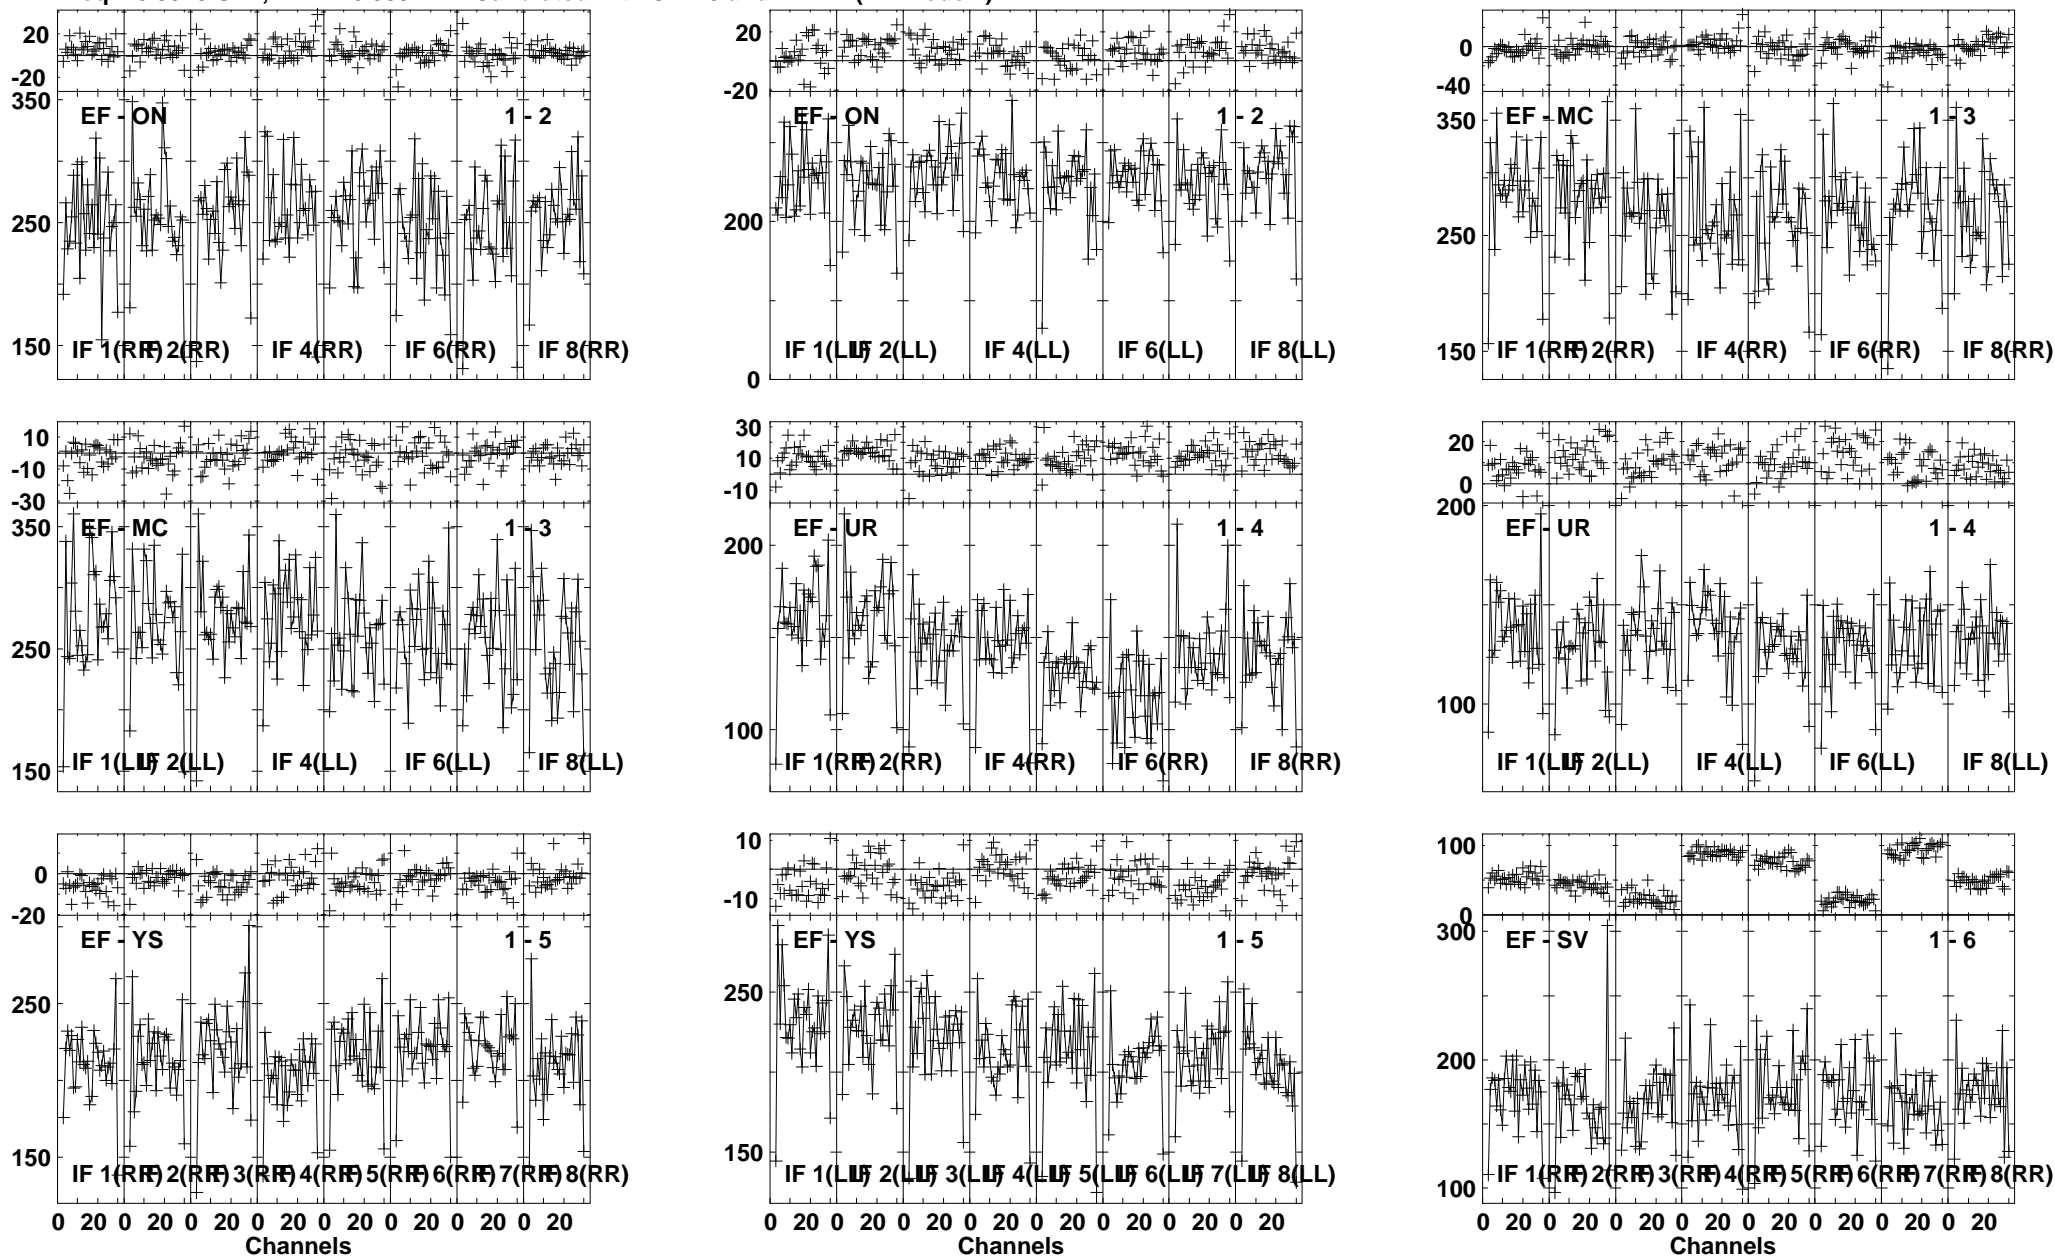 20
-20
350
250
150
EF - ON 1 - 2
IF 1(RR) IF 2(RR) IF 4(RR) IF 6(RR) IF 8(RR)
20
-20
200
0
EF - ON 1 - 2
IF 1(LL) IF 2(LL) IF 4(LL) IF 6(LL) IF 8(LL)
0
-40
350
250
150
EF - MC 1 - 3
IF 1(RR) IF 2(RR) IF 4(RR) IF 6(RR) IF 8(RR)
10
-10
-30
350
250
150
EF - MC 1 - 3
IF 1(LL) IF 2(LL) IF 4(LL) IF 6(LL) IF 8(LL)
30
10
-10
200
100
EF - UR 1 - 4
IF 1(RR) IF 2(RR) IF 4(RR) IF 6(RR) IF 8(RR)
20
0
200
100
EF - UR 1 - 4
IF 1(LL) IF 2(LL) IF 4(LL) IF 6(LL) IF 8(LL)
0
-20
250
150
EF - YS 1 - 5
IF 1(RR) IF 2(RR) IF 3(RR) IF 4(RR) IF 5(RR) IF 6(RR) IF 7(RR) IF 8(RR)
0 20 0 20 0 20 0 20 0 20 0 20 0 20 0 20
Channels
10
-10
250
150
EF - YS 1 - 5
IF 1(LL) IF 2(LL) IF 3(LL) IF 4(LL) IF 5(LL) IF 6(LL) IF 7(LL) IF 8(LL)
0 20 0 20 0 20 0 20 0 20 0 20 0 20 0 20
Channels
100
0
300
200
100
EF - SV 1 - 6
IF 1(RR) IF 2(RR) IF 3(RR) IF 4(RR) IF 5(RR) IF 6(RR) IF 7(RR) IF 8(RR)
0 20 0 20 0 20 0 20 0 20 0 20 0 20 0 20
Channels